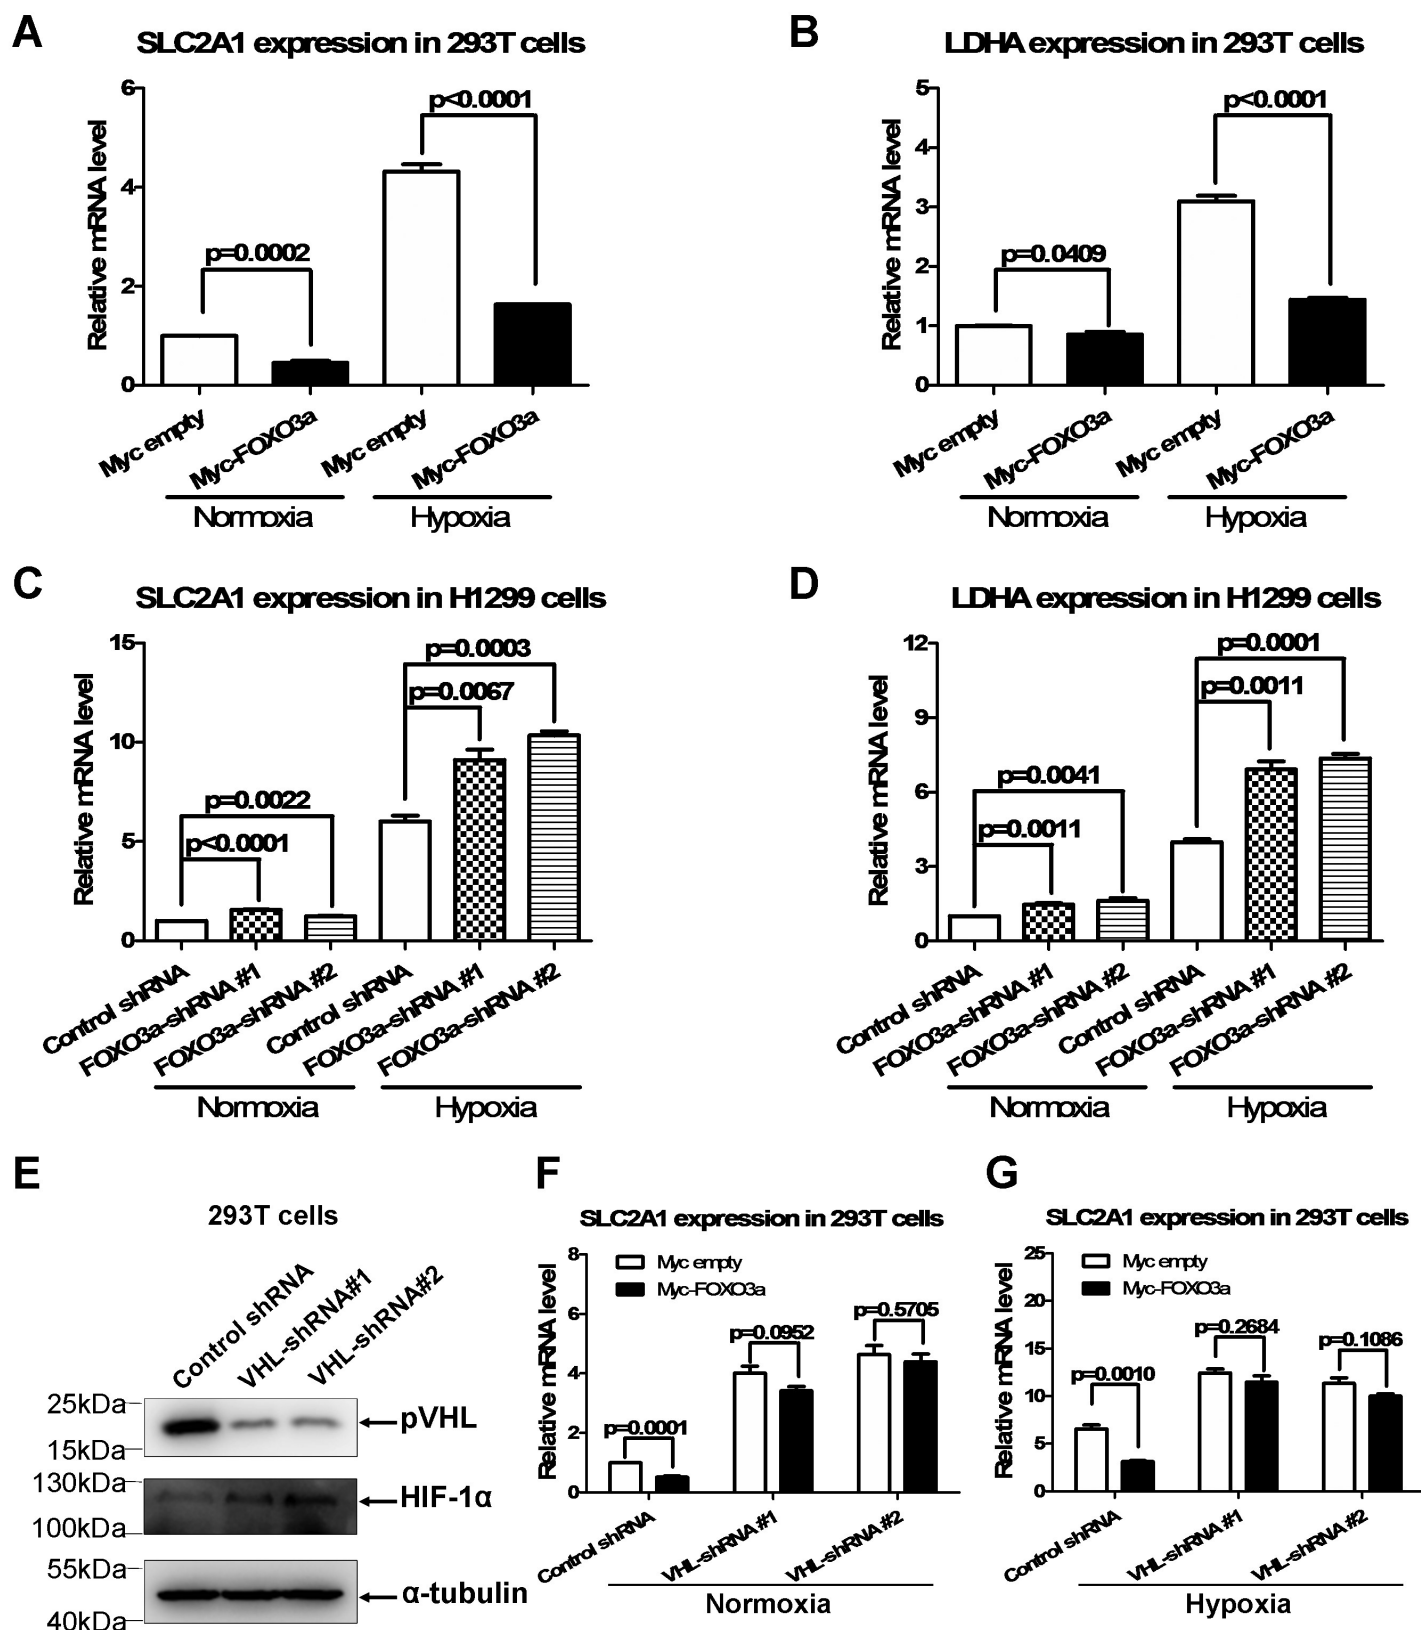 A
SLC2A1 expression in 293T cells
Relative mRNA level
6
4
2
0
p=0.0002
p<0.0001
Myc empty
Myc-FOXO3a
Myc empty
Myc-FOXO3a
Normoxia
Hypoxia
B
LDHA expression in 293T cells
Relative mRNA level
5
4
3
2
1
0
p=0.0409
p<0.0001
Myc empty
Myc-FOXO3a
Myc empty
Myc-FOXO3a
Normoxia
Hypoxia
C
SLC2A1 expression in H1299 cells
Relative mRNA level
15
10
5
0
p=0.0022
p<0.0001
p=0.0003
p=0.0067
Control shRNA
FOXO3a-shRNA #1
FOXO3a-shRNA #2
Control shRNA
FOXO3a-shRNA #1
FOXO3a-shRNA #2
Normoxia
Hypoxia
D
LDHA expression in H1299 cells
Relative mRNA level
12
9
6
3
0
p=0.0041
p=0.0011
p=0.0001
p=0.0011
Control shRNA
FOXO3a-shRNA #1
FOXO3a-shRNA #2
Control shRNA
FOXO3a-shRNA #1
FOXO3a-shRNA #2
Normoxia
Hypoxia
E
293T cells
Control shRNA
VHL-shRNA#1
VHL-shRNA#2
25kDa
15kDa
pVHL
130kDa
100kDa
HIF-1α
55kDa
40kDa
α-tubulin
F
SLC2A1 expression in 293T cells
Relative mRNA level
8
6
4
2
0
Myc empty
Myc-FOXO3a
p=0.0001
p=0.0952
p=0.5705
Control shRNA
VHL-shRNA #1
VHL-shRNA #2
Normoxia
G
SLC2A1 expression in 293T cells
Relative mRNA level
25
20
15
10
5
0
Myc empty
Myc-FOXO3a
p=0.0010
p=0.2684
p=0.1086
Control shRNA
VHL-shRNA #1
VHL-shRNA #2
Hypoxia